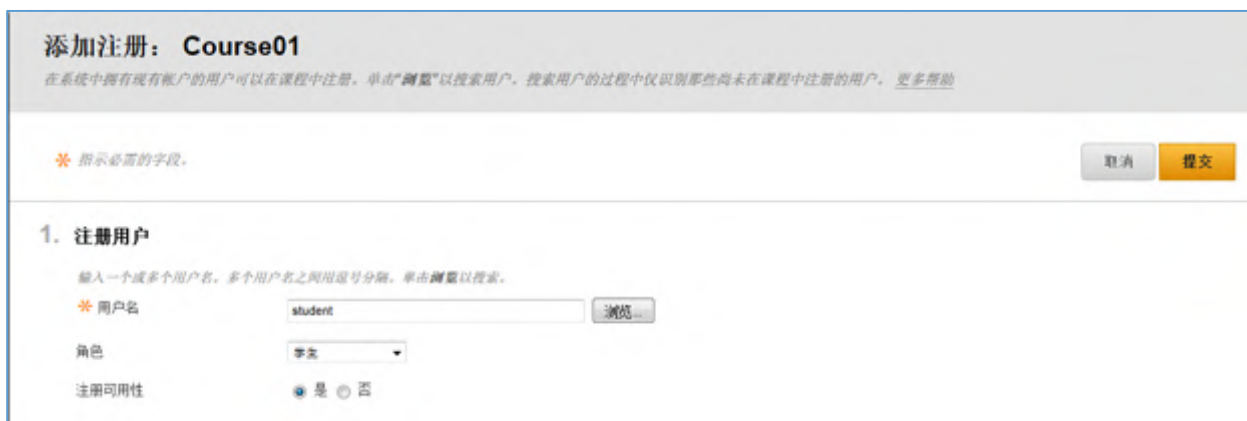 添加注册： Course01
在系统中拥有现有帐户的用户可以在课程中注册。单击“浏览”以搜索用户。搜索用户的过程中仅识别那些尚未在课程中注册的用户。 更多帮助
* 指示必需的字段。
取消 提交
1. 注册用户
输入一个或多个用户名。多个用户名之间用逗号分隔。单击浏览以搜索。
* 用户名 student 浏览...
角色 学生
注册可用性 是 否